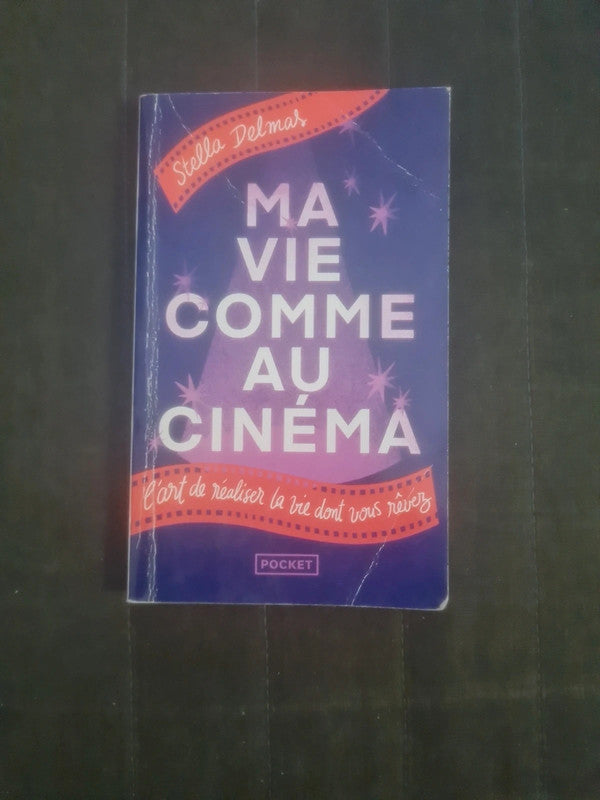 Stella Delmas
MA
VIE
COMME
AU
CINÉMA
L'art de réaliser la vie dont vous rêvez
POCKET